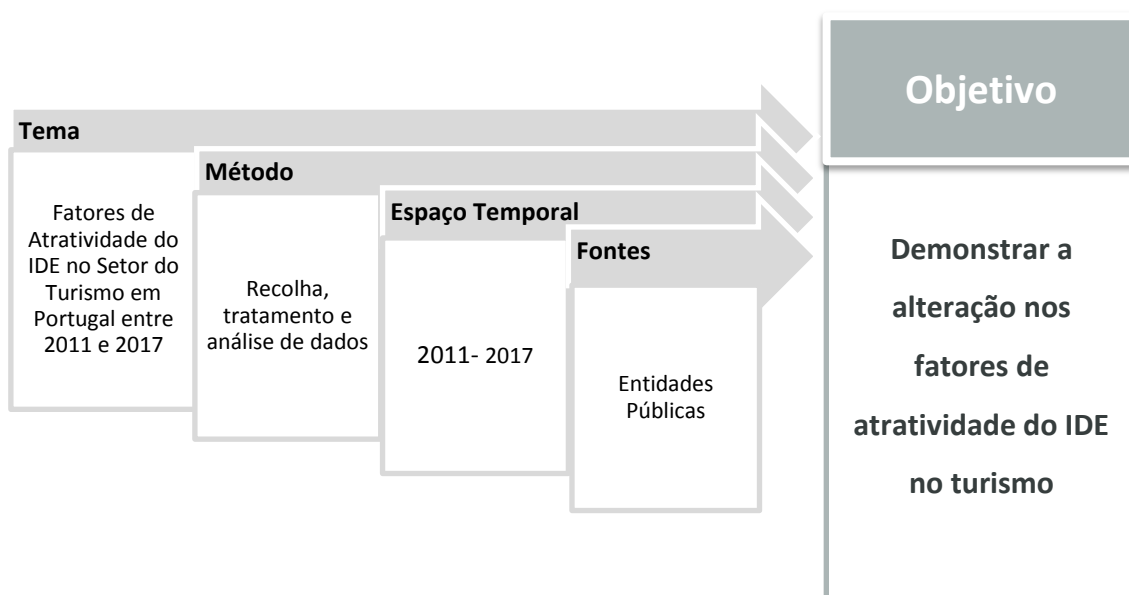 Tema
Fatores de
Atratividade do
IDE no Setor do
Turismo em
Portugal entre
2011 e 2017
Método
Recolha,
tratamento e
análise de dados
Espaço Temporal
2011- 2017
Fontes
Entidades
Públicas
Objetivo
Demonstrar a
alteração nos
fatores de
atratividade do IDE
no turismo